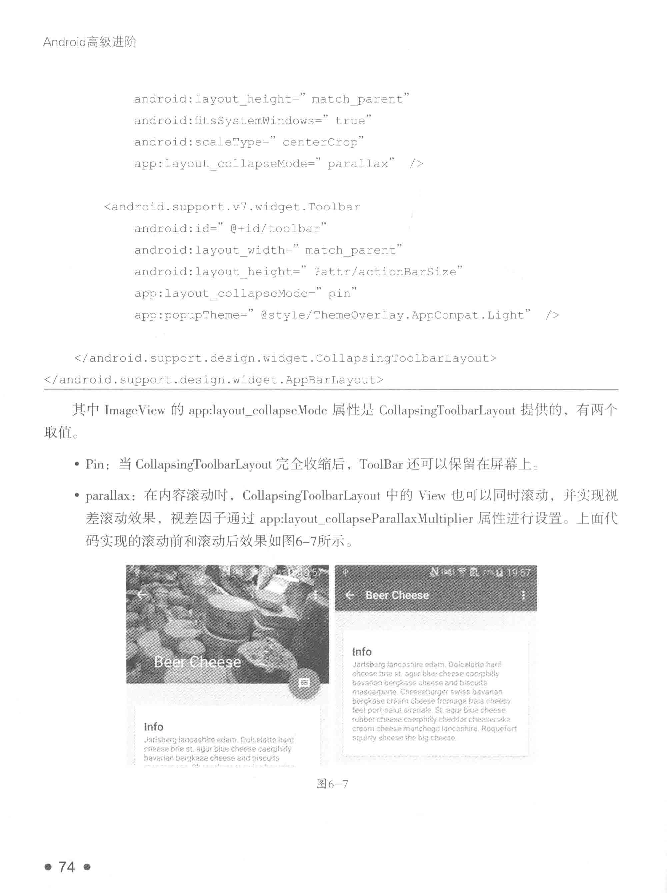 Android高级进阶
android:layout_height=" match_parent"
android:fitsSystemWindows=" true"
android:scaleType=" centerCrop"
app:layout_collapseMode=" parallax" />
<android.support.v7.widget.Toolbar
android:id=" @+id/toolbar"
android:layout_width=" match_parent"
android:layout_height=" ?attr/actionBarSize"
app:layout_collapseMode=" pin"
app:popupTheme=" @style/ThemeOverlay.AppCompat.Light" />
</android.support.design.widget.CollapsingToolbarLayout>
</android.support.design.widget.AppBarLayout>
其中 ImageView 的 app:layout_collapseMode 属性是 CollapsingToolbarLayout 提供的，有两个
取值。
• Pin：当 CollapsingToolbarLayout 完全收缩后，ToolBar 还可以保留在屏幕上。
• parallax：在内容滚动时，CollapsingToolbarLayout 中的 View 也可以同时滚动，并实现视
差滚动效果，视差因子通过 app:layout_collapseParallaxMultiplier 属性进行设置。上面代
码实现的滚动前和滚动后效果如图6-7所示。
Beer Cheese
Info
Jarlsberg lancashire edam. Dolcelatte hard
cheese brie st. agur blue cheese caerphilly
bavarian bergkase cheese and biscuits
19:57
← Beer Cheese
Info
Jarlsberg lancashire edam. Dolcelatte hard
cheese brie st. agur blue cheese caerphilly
bavarian bergkase cheese and biscuits
mascarpone. Cheeseburger swiss bavarian
bergkase cream cheese fromage frais cheesy
feet port-salut airedale. St. agur blue cheese
rubber cheese caerphilly cheddar cheesecake
cream cheese manchego lancashire. Roquefort
squirty cheese the big cheese.
图6-7
• 74 •